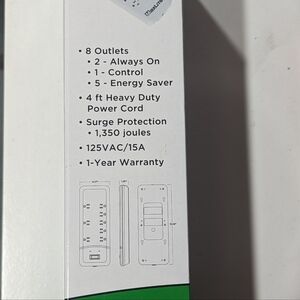 • 8 Outlets
• 2 - Always On
• 1 - Control
• 5 - Energy Saver
• 4 ft Heavy Duty
Power Cord
• Surge Protection
• 1,350 joules
• 125VAC/15A
• 1-Year Warranty